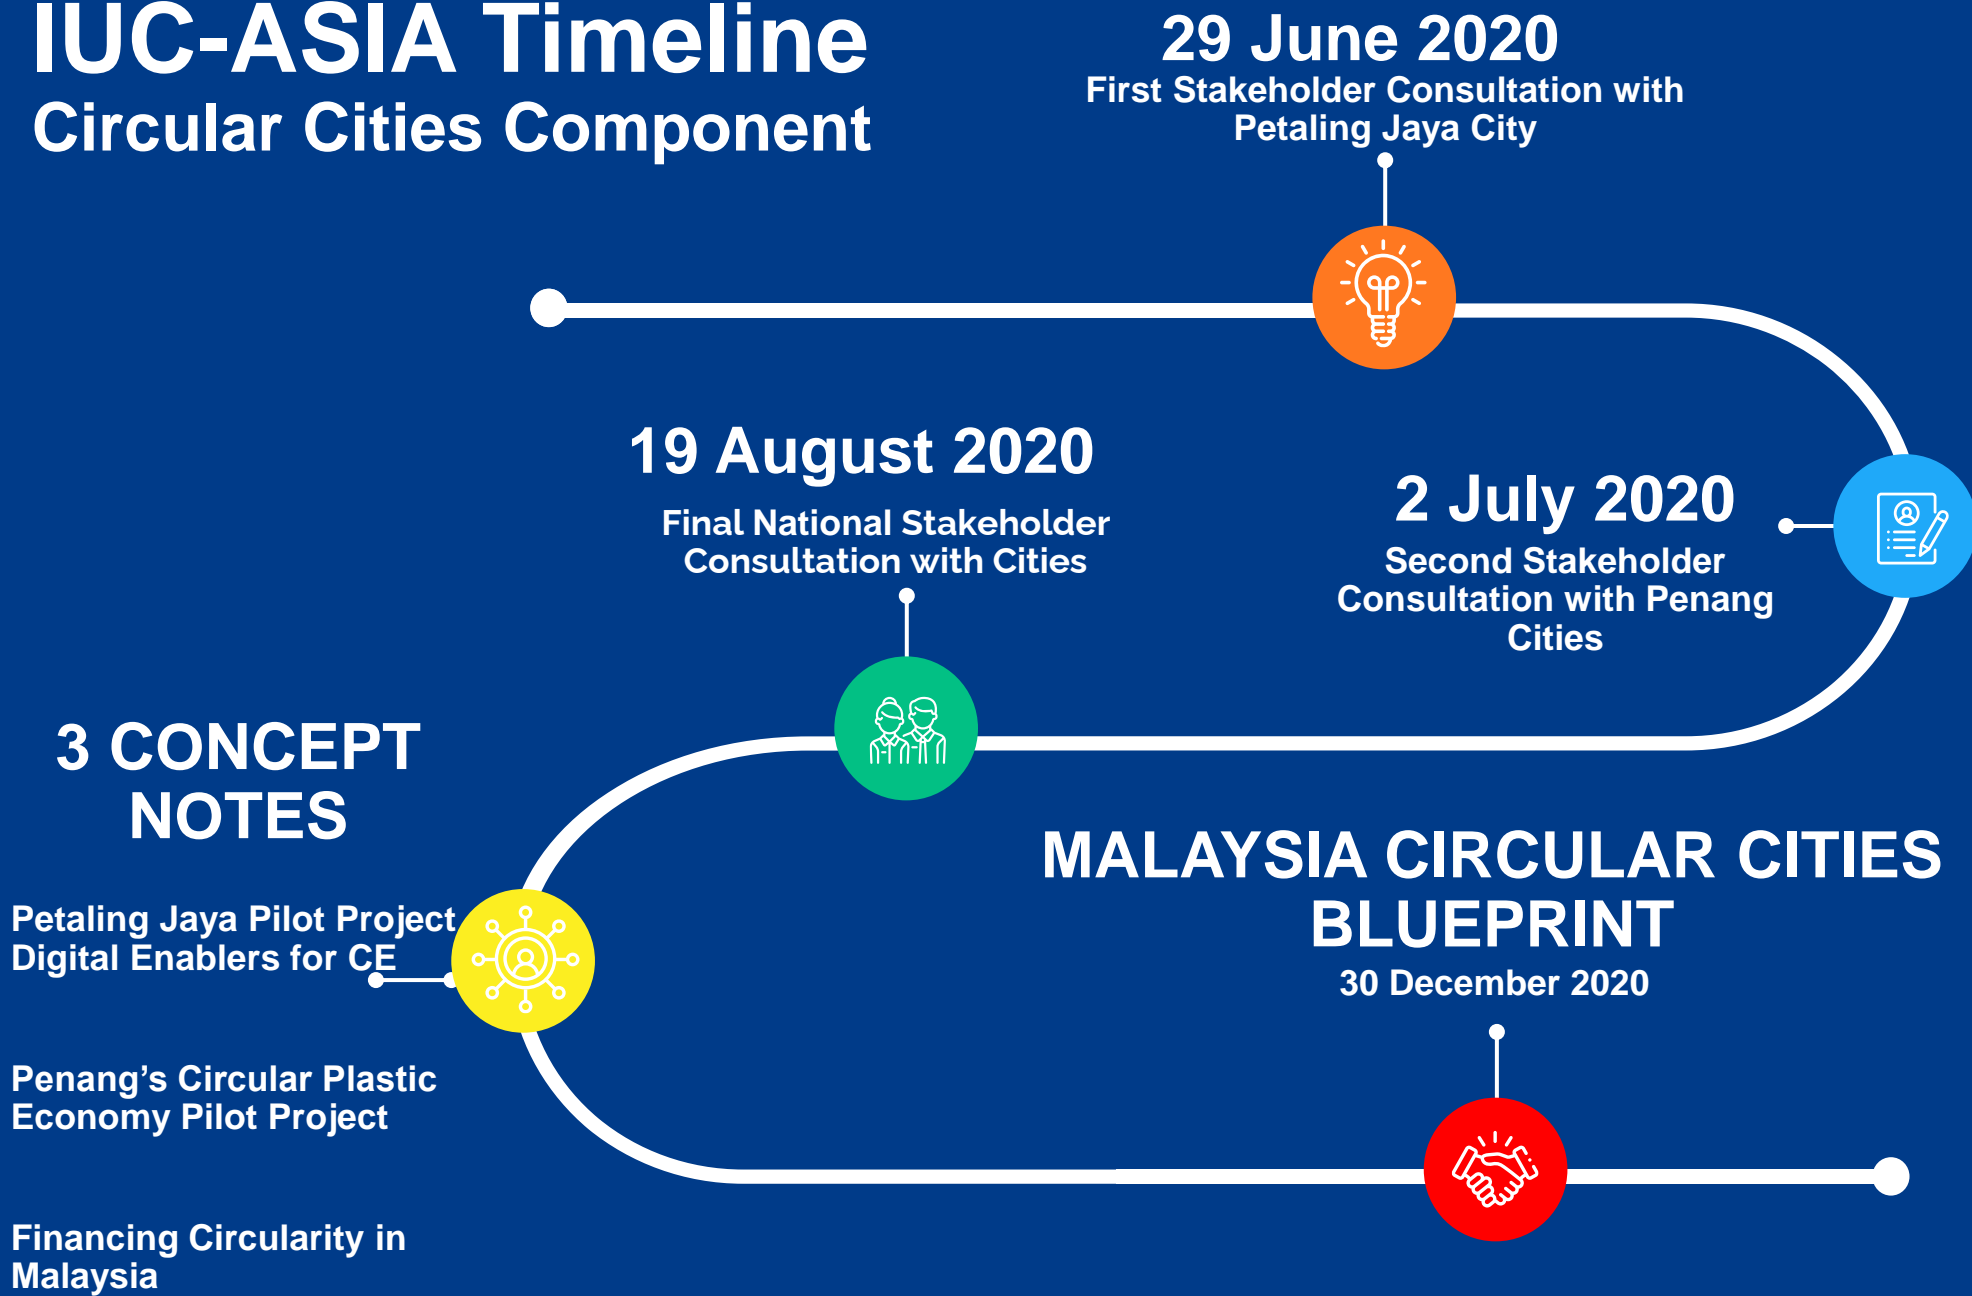 IUC-ASIA Timeline
Circular Cities Component
29 June 2020
First Stakeholder Consultation with
Petaling Jaya City
2 July 2020
Second Stakeholder
Consultation with Penang
Cities
19 August 2020
Final National Stakeholder
Consultation with Cities
3 CONCEPT
NOTES
Petaling Jaya Pilot Project
Digital Enablers for CE
Penang’s Circular Plastic
Economy Pilot Project
Financing Circularity in
Malaysia
MALAYSIA CIRCULAR CITIES
BLUEPRINT
30 December 2020